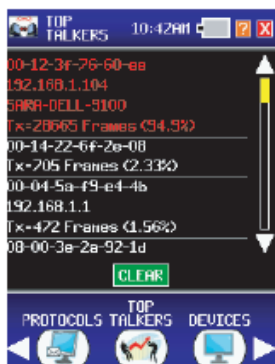 TOP
TALKERS
10:42AM
? X
00-12-3f-76-60-ee
192.168.1.104
SARA-DELL-9100
Tx=28665 Frames (94.9%)
00-14-22-6f-2e-08
Tx=705 Frames (2.33%)
00-04-5a-f9-e4-4b
192.168.1.1
Tx=472 Frames (1.56%)
08-00-3e-2a-92-1d
CLEAR
PROTOCOLS
TOP
TALKERS
DEVICES